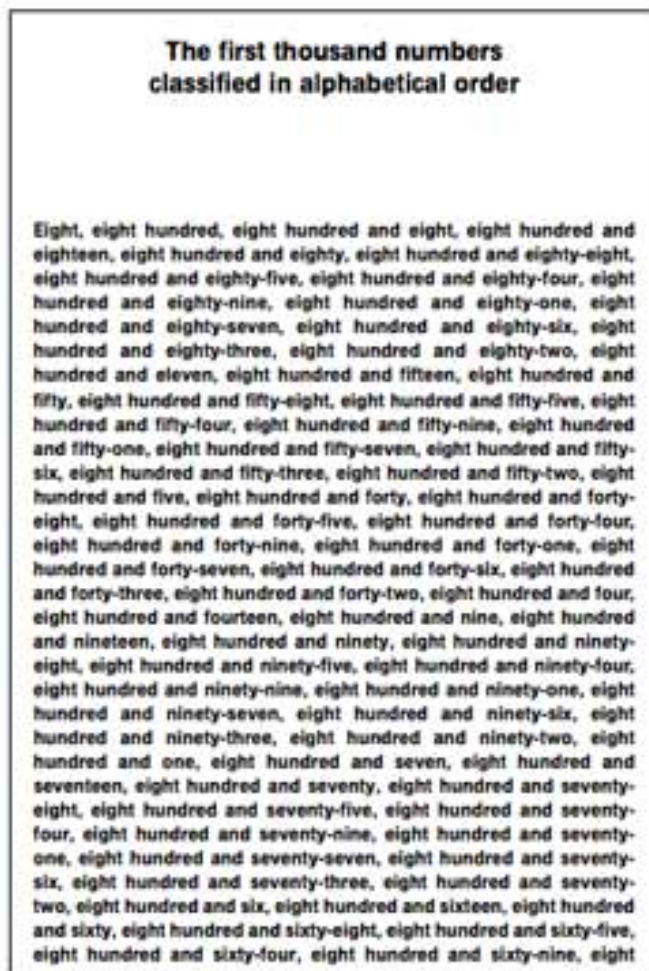 The first thousand numbers
classified in alphabetical order
Eight, eight hundred, eight hundred and eight, eight hundred and
eighteen, eight hundred and eighty, eight hundred and eighty-eight,
eight hundred and eighty-five, eight hundred and eighty-four, eight
hundred and eighty-nine, eight hundred and eighty-one, eight
hundred and eighty-seven, eight hundred and eighty-six, eight
hundred and eighty-three, eight hundred and eighty-two, eight
hundred and eleven, eight hundred and fifteen, eight hundred and
fifty, eight hundred and fifty-eight, eight hundred and fifty-five, eight
hundred and fifty-four, eight hundred and fifty-nine, eight hundred
and fifty-one, eight hundred and fifty-seven, eight hundred and fifty-
six, eight hundred and fifty-three, eight hundred and fifty-two, eight
hundred and five, eight hundred and forty, eight hundred and forty-
eight, eight hundred and forty-five, eight hundred and forty-four,
eight hundred and forty-nine, eight hundred and forty-one, eight
hundred and forty-seven, eight hundred and forty-six, eight hundred
and forty-three, eight hundred and forty-two, eight hundred and four,
eight hundred and fourteen, eight hundred and nine, eight hundred
and nineteen, eight hundred and ninety, eight hundred and ninety-
eight, eight hundred and ninety-five, eight hundred and ninety-four,
eight hundred and ninety-nine, eight hundred and ninety-one, eight
hundred and ninety-seven, eight hundred and ninety-six, eight
hundred and ninety-three, eight hundred and ninety-two, eight
hundred and one, eight hundred and seven, eight hundred and
seventeen, eight hundred and seventy, eight hundred and seventy-
eight, eight hundred and seventy-five, eight hundred and seventy-
four, eight hundred and seventy-nine, eight hundred and seventy-
one, eight hundred and seventy-seven, eight hundred and seventy-
six, eight hundred and seventy-three, eight hundred and seventy-
two, eight hundred and six, eight hundred and sixteen, eight hundred
and sixty, eight hundred and sixty-eight, eight hundred and sixty-five,
eight hundred and sixty-four, eight hundred and sixty-nine, eight